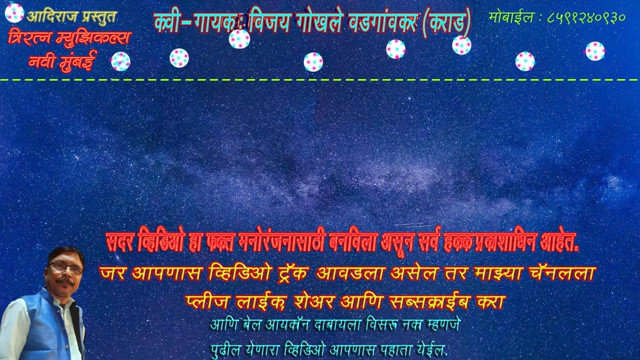 आदिराज प्रस्तुत
त्रिरत्न म्युझिकल्स
नवी मुंबई
कवी-गायक: विजय गोखले वडगांवकर (कराड)
मोबाईल : ८५९१२४०९३०
सदर व्हिडिओ हा फक्त मनोरंजनासाठी बनविला असून सर्व हक्क प्रकाशाधिन आहेत.
जर आपणास व्हिडिओ ट्रॅक आवडला असेल तर माझ्या चॅनलला
प्लीज लाईक, शेअर आणि सब्सक्राईब करा
आणि बेल आयकॉन दाबायला विसरू नका म्हणजे
पुढील येणारा व्हिडिओ आपणास पहाता येईल.